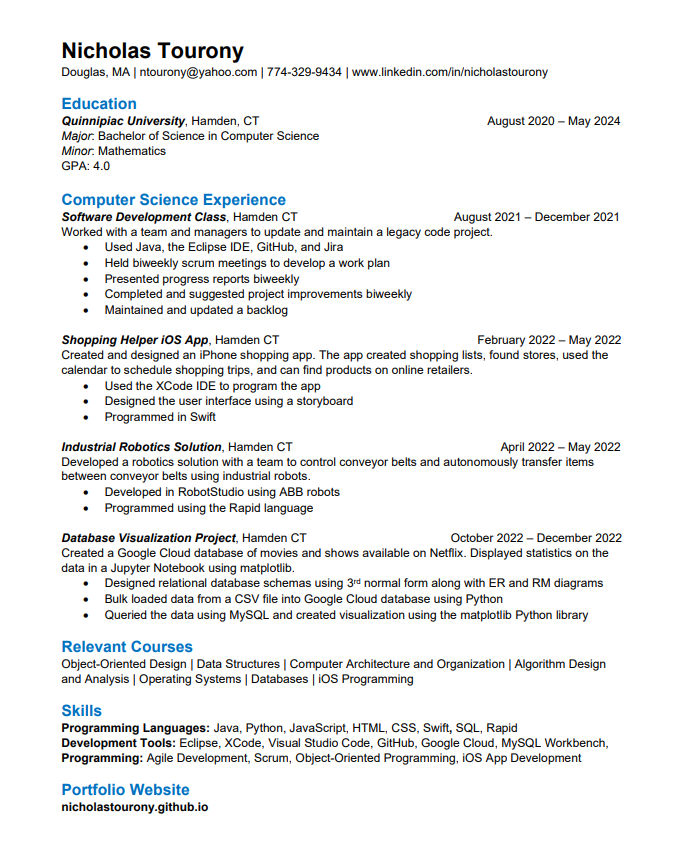 Nicholas Tourony
Douglas, MA | ntourony@yahoo.com | 774-329-9434 | www.linkedin.com/in/nicholastourony
Education
Quinnipiac University, Hamden, CT August 2020 – May 2024
Major: Bachelor of Science in Computer Science
Minor: Mathematics
GPA: 4.0
Computer Science Experience
Software Development Class, Hamden CT August 2021 – December 2021
Worked with a team and managers to update and maintain a legacy code project.
• Used Java, the Eclipse IDE, GitHub, and Jira
• Held biweekly scrum meetings to develop a work plan
• Presented progress reports biweekly
• Completed and suggested project improvements biweekly
• Maintained and updated a backlog
Shopping Helper iOS App, Hamden CT February 2022 – May 2022
Created and designed an iPhone shopping app. The app created shopping lists, found stores, used the
calendar to schedule shopping trips, and can find products on online retailers.
• Used the XCode IDE to program the app
• Designed the user interface using a storyboard
• Programmed in Swift
Industrial Robotics Solution, Hamden CT April 2022 – May 2022
Developed a robotics solution with a team to control conveyor belts and autonomously transfer items
between conveyor belts using industrial robots.
• Developed in RobotStudio using ABB robots
• Programmed using the Rapid language
Database Visualization Project, Hamden CT October 2022 – December 2022
Created a Google Cloud database of movies and shows available on Netflix. Displayed statistics on the
data in a Jupyter Notebook using matplotlib.
• Designed relational database schemas using 3rd normal form along with ER and RM diagrams
• Bulk loaded data from a CSV file into Google Cloud database using Python
• Queried the data using MySQL and created visualization using the matplotlib Python library
Relevant Courses
Object-Oriented Design | Data Structures | Computer Architecture and Organization | Algorithm Design
and Analysis | Operating Systems | Databases | iOS Programming
Skills
Programming Languages: Java, Python, JavaScript, HTML, CSS, Swift, SQL, Rapid
Development Tools: Eclipse, XCode, Visual Studio Code, GitHub, Google Cloud, MySQL Workbench,
Programming: Agile Development, Scrum, Object-Oriented Programming, iOS App Development
Portfolio Website
nicholastourony.github.io